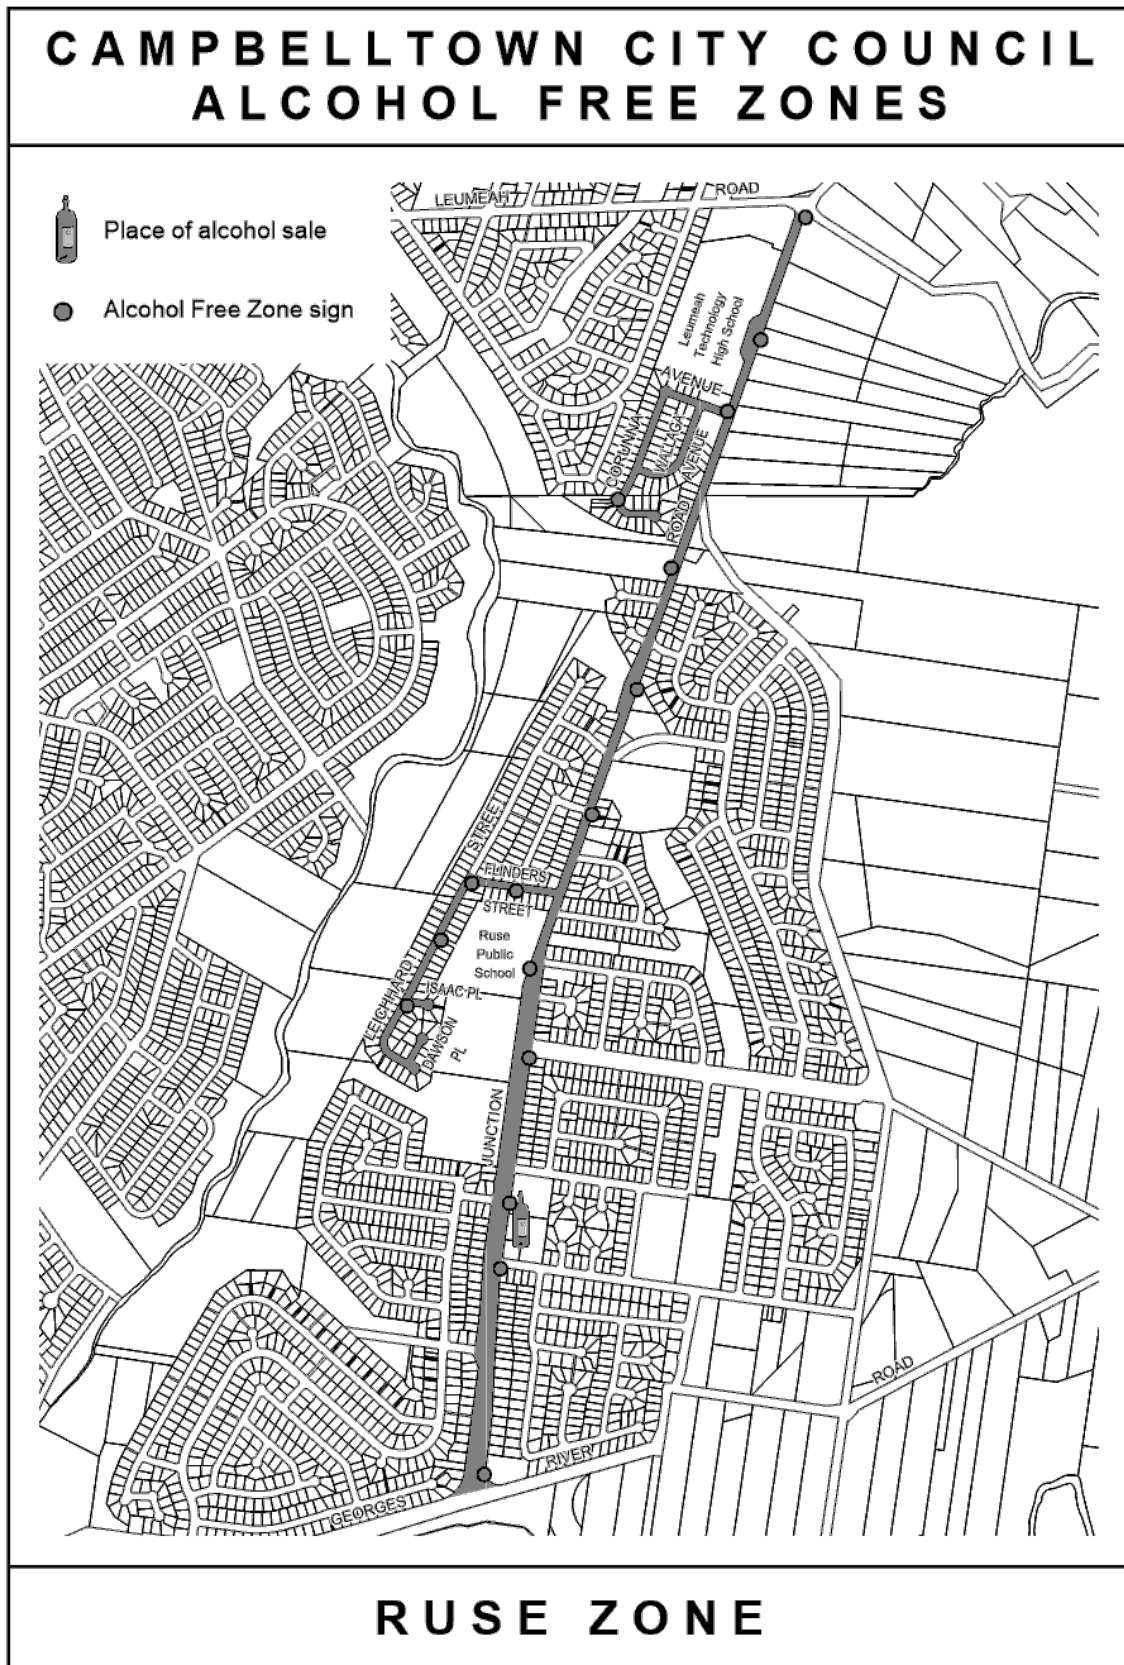 CAMPBELLTOWN CITY COUNCIL
ALCOHOL FREE ZONES
Place of alcohol sale
Alcohol Free Zone sign
LEUMEAH
ROAD
Leumeah
Technology
High School
AVENUE
CORUNNA
WALLAGA
AVENUE
ROAD
STREET
FLINDERS
STREET
Ruse
Public
School
LEICHHARD
ISAAC PL
DAWSON
PL
JUNCTION
ROAD
RIVER
GEORGES
RUSE ZONE